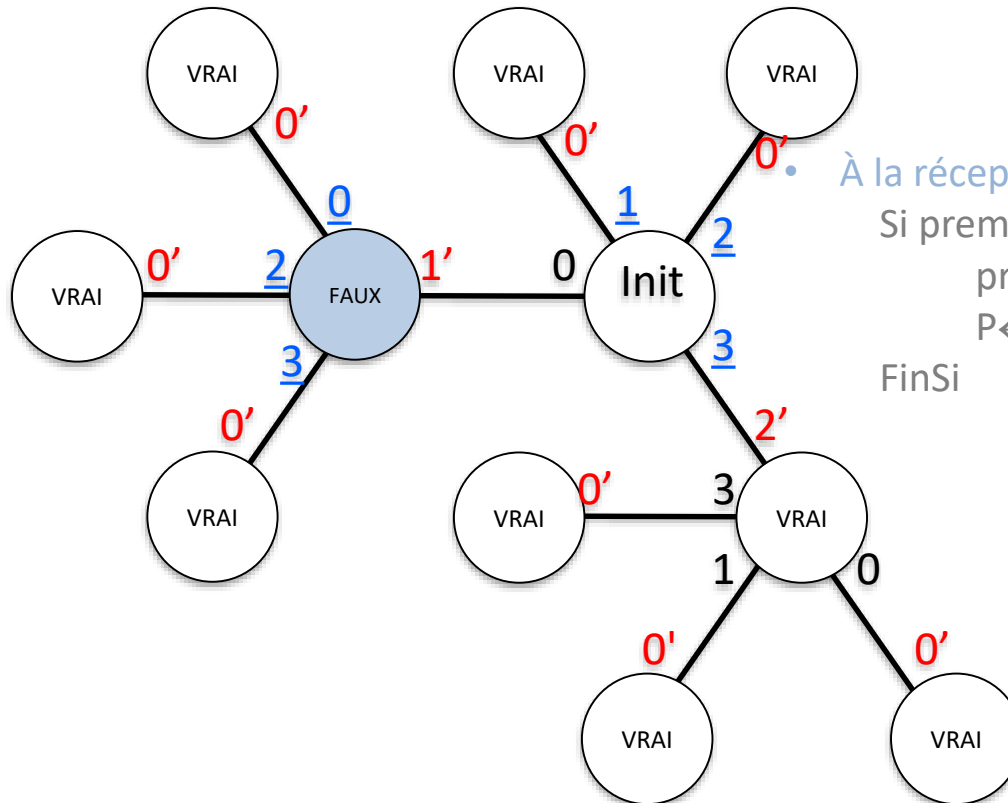 VRAI VRAI VRAI
0’ 0’ 0’
• À la récep
0 1 2
Si prem
VRAI 0’ 2 FAUX 1’ 0 Init
pr
P←
3 3
FinSi
0’ 2’
VRAI VRAI 0’ 3 VRAI
1 0
0' 0’
VRAI VRAI